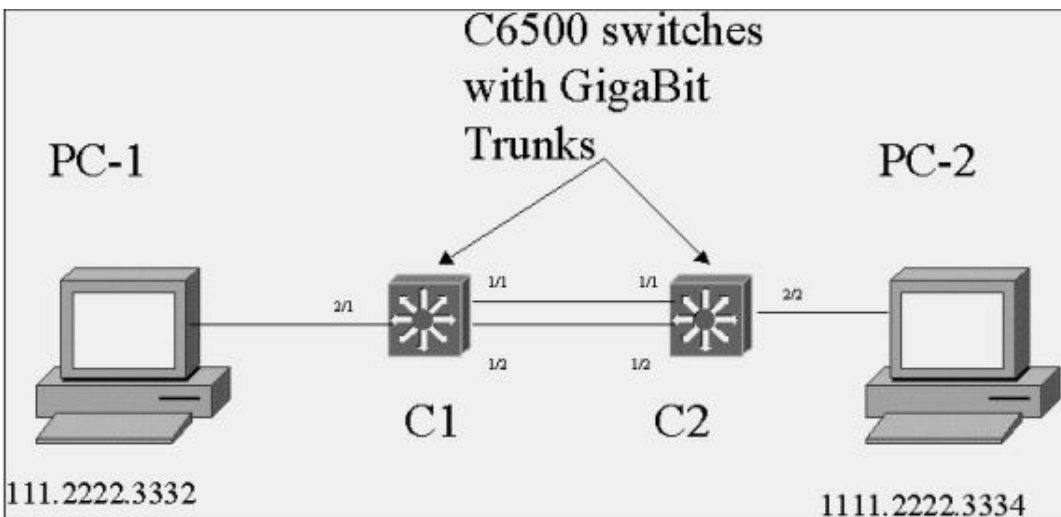 C6500 switches
with GigaBit
Trunks
PC-1
PC-2
2/1
1/1
1/1
2/2
1/2
1/2
C1
C2
111.2222.3332
1111.2222.3334